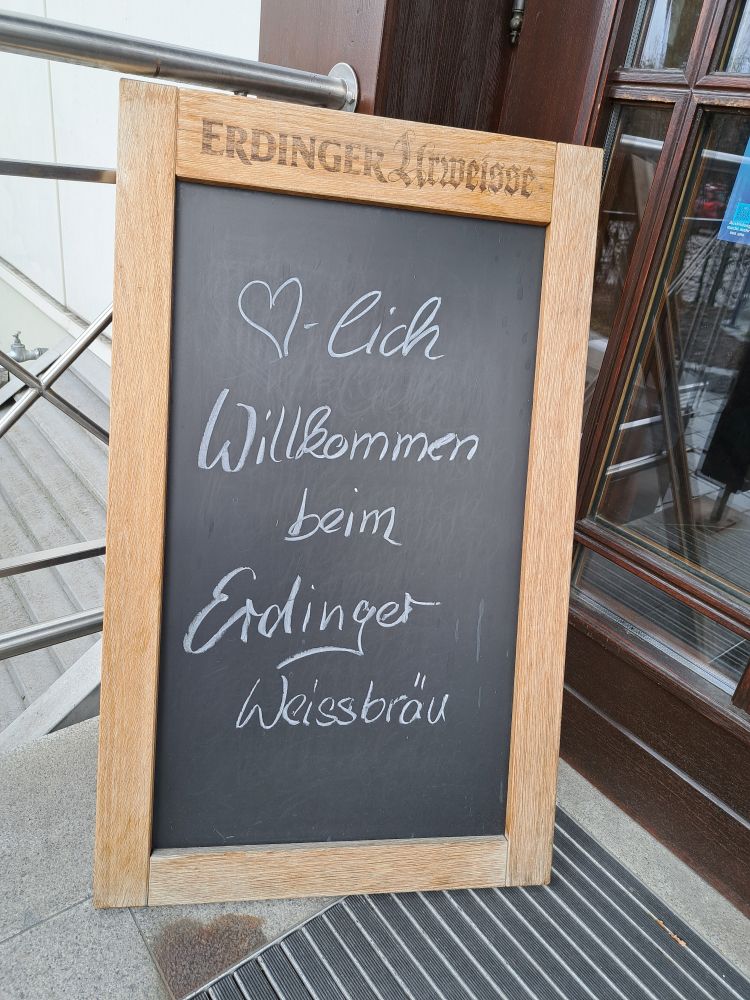 ERDINGER Urweisse
♡-lich
Willkommen
beim
Erdinger
Weissbräu